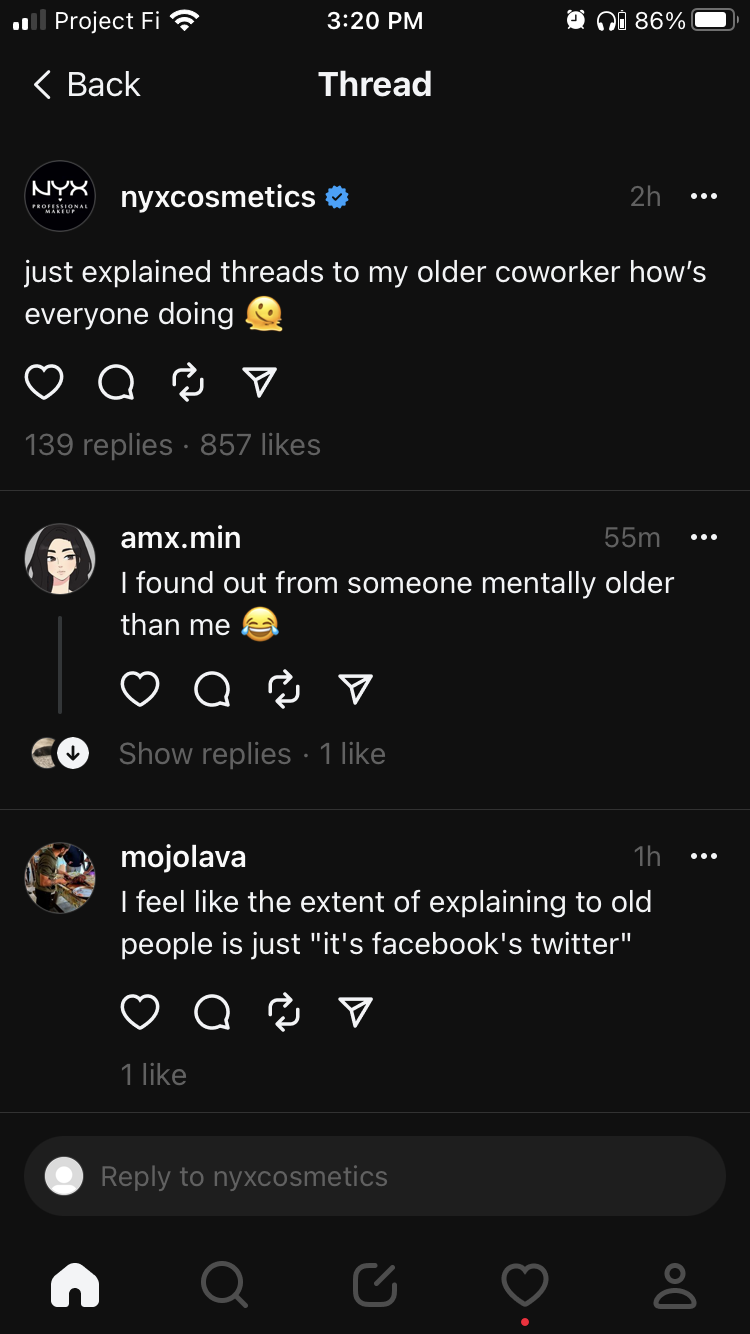 Project Fi 3:20 PM 86%
Back Thread
NYX
PROFESSIONAL
MAKEUP
nyxcosmetics 2h
just explained threads to my older coworker how’s
everyone doing 🫠
139 replies · 857 likes
amx.min 55m
I found out from someone mentally older
than me 😂
Show replies · 1 like
mojolava 1h
I feel like the extent of explaining to old
people is just "it's facebook's twitter"
1 like
Reply to nyxcosmetics